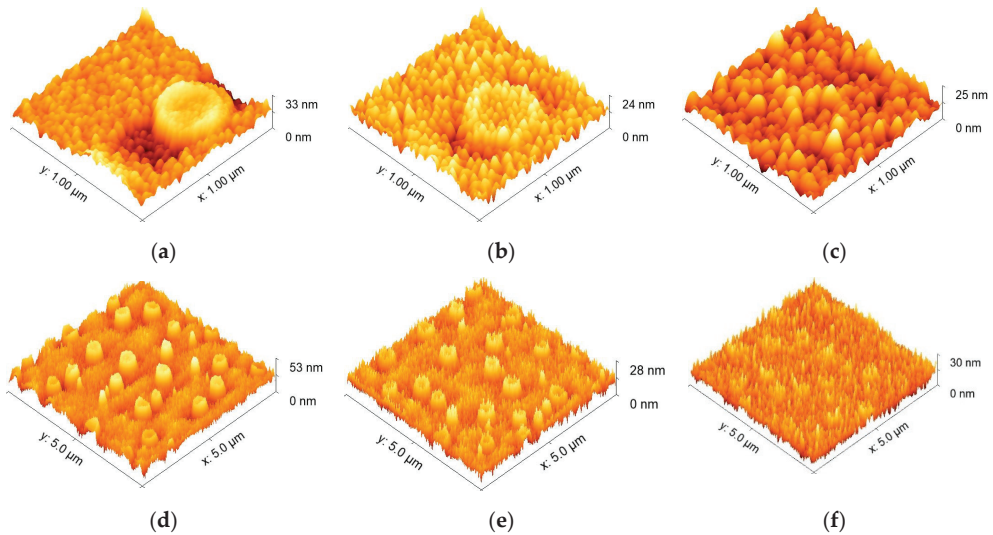 33 nm
0 nm
y: 1.00 µm
x: 1.00 µm
(a)
24 nm
0 nm
y: 1.00 µm
x: 1.00 µm
(b)
25 nm
0 nm
y: 1.00 µm
x: 1.00 µm
(c)
53 nm
0 nm
y: 5.0 µm
x: 5.0 µm
(d)
28 nm
0 nm
y: 5.0 µm
x: 5.0 µm
(e)
30 nm
0 nm
y: 5.0 µm
x: 5.0 µm
(f)